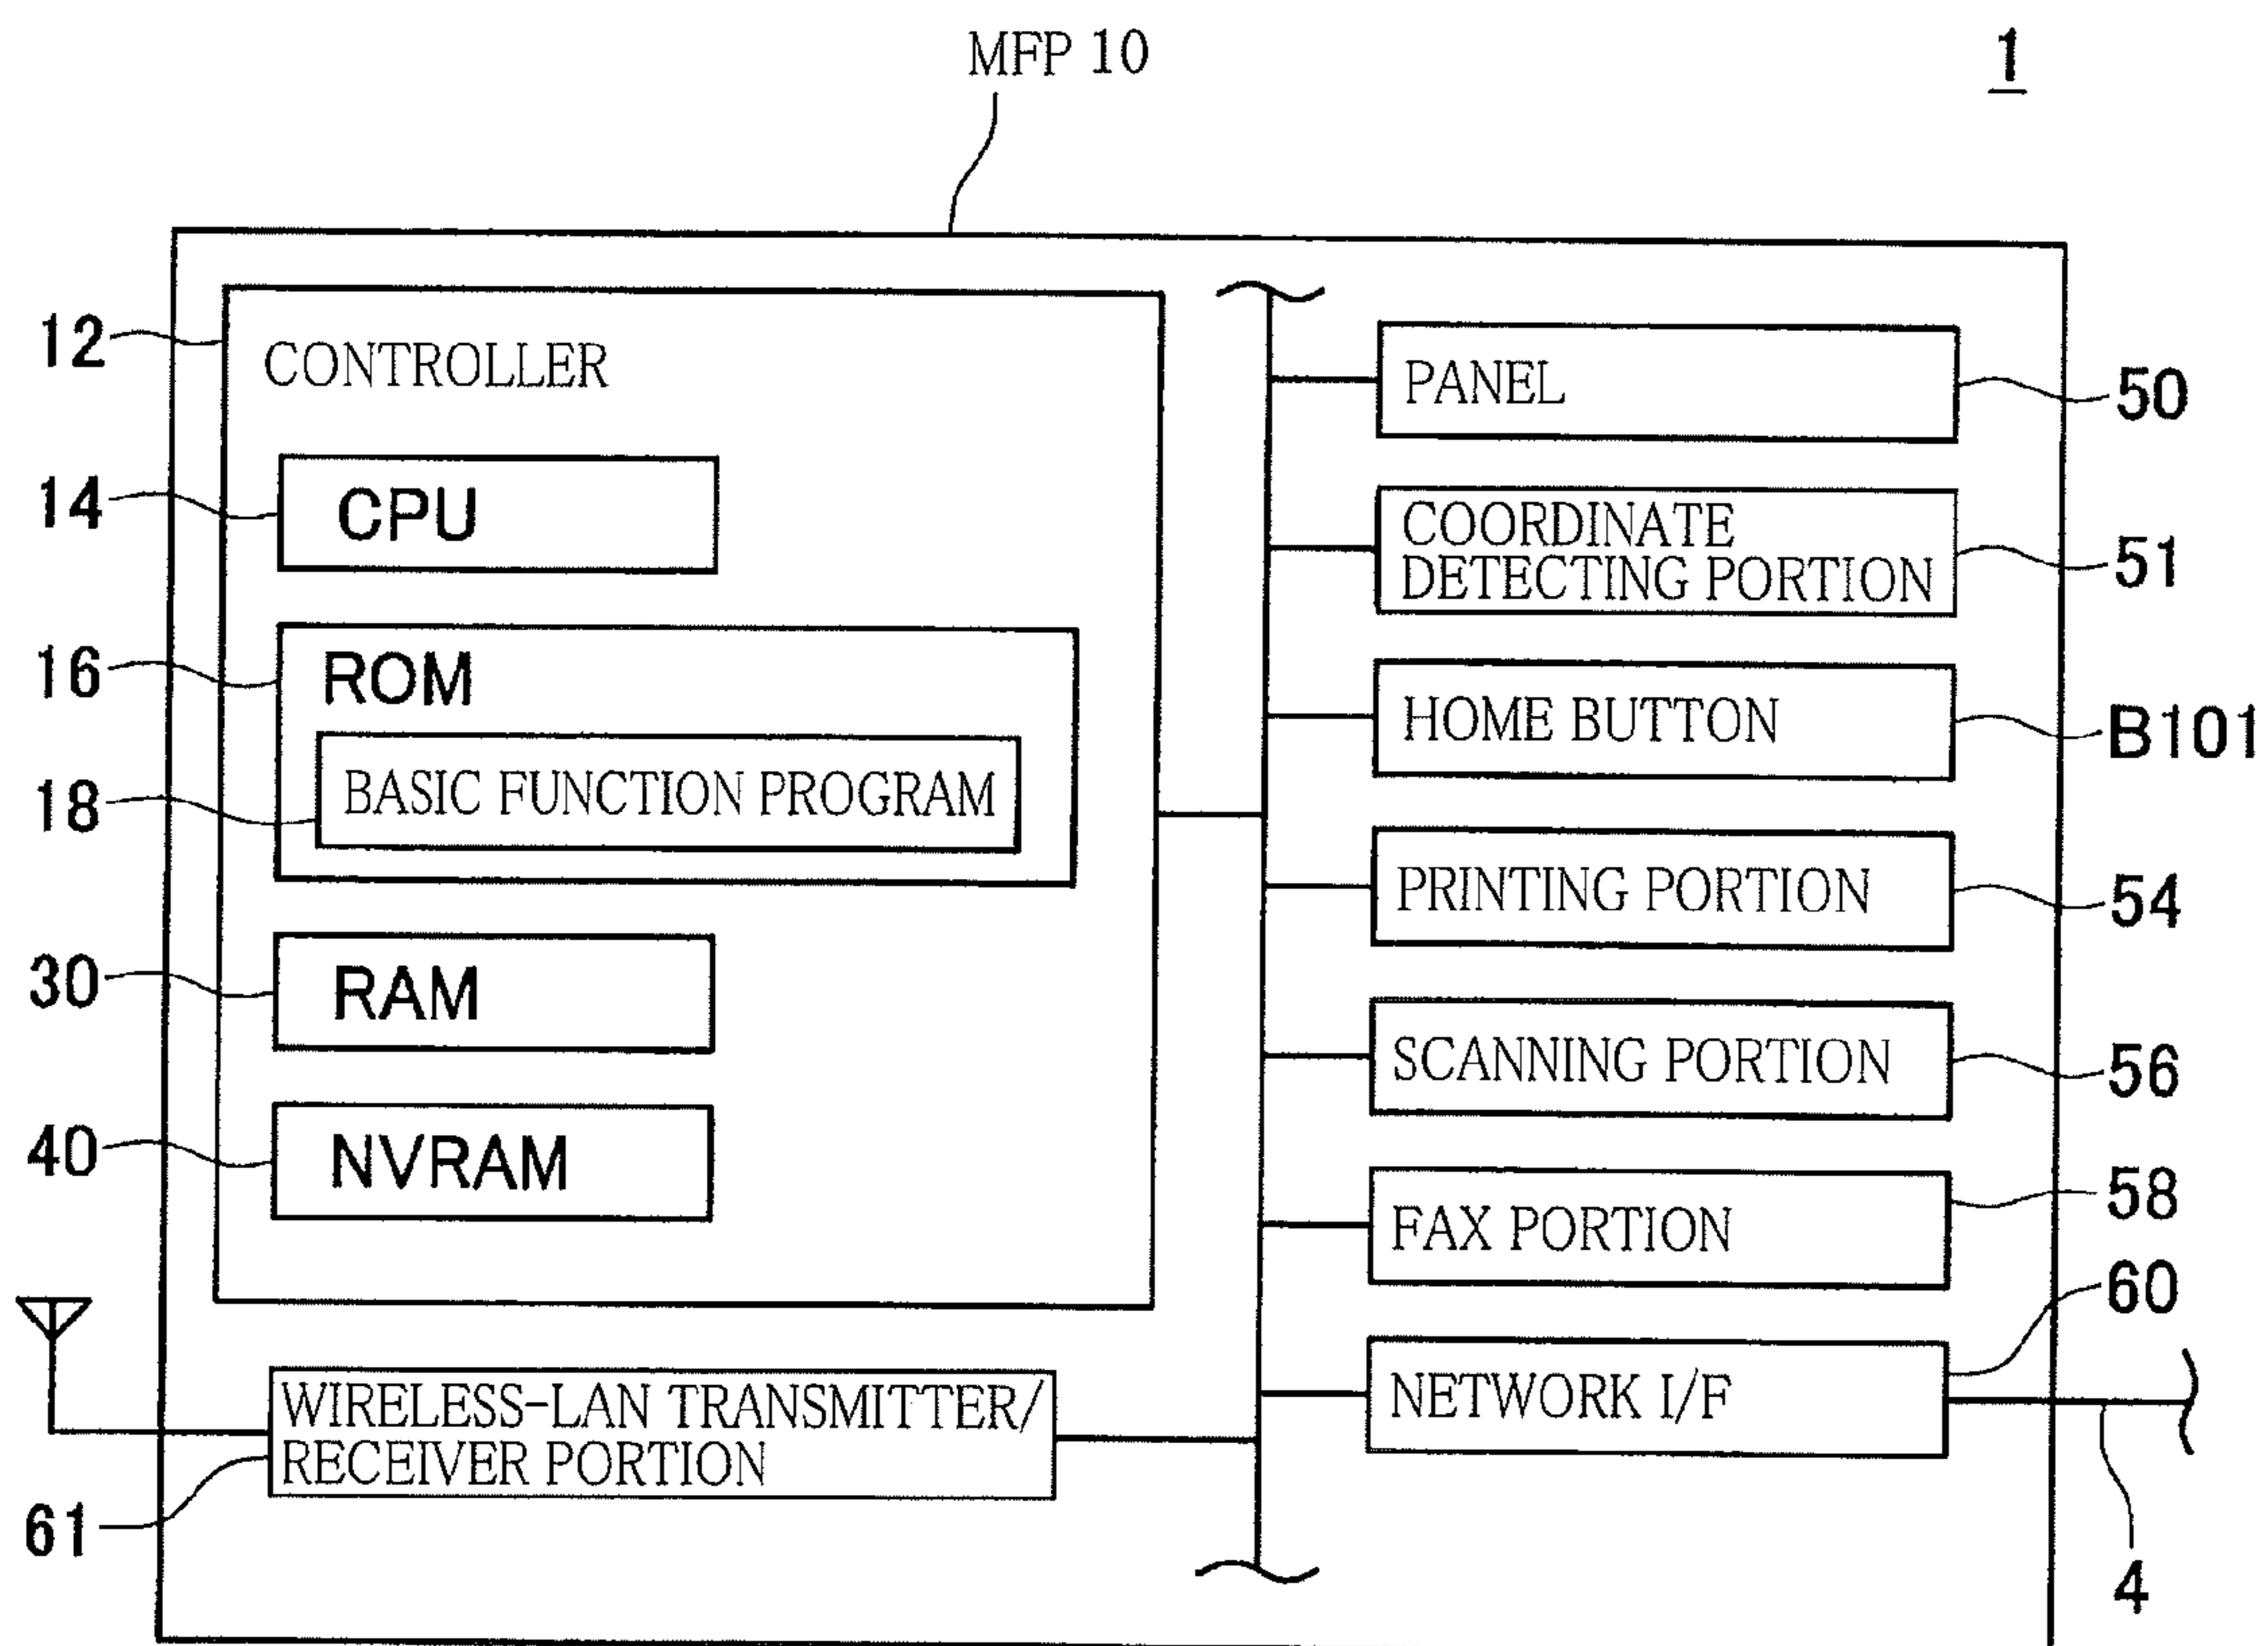 MFP 10
1
12
CONTROLLER
14
CPU
16
ROM
18
BASIC FUNCTION PROGRAM
30
RAM
40
NVRAM
WIRELESS-LAN TRANSMITTER/
RECEIVER PORTION
61
PANEL
50
COORDINATE
DETECTING PORTION
51
HOME BUTTON
B101
PRINTING PORTION
54
SCANNING PORTION
56
FAX PORTION
58
NETWORK I/F
60
4